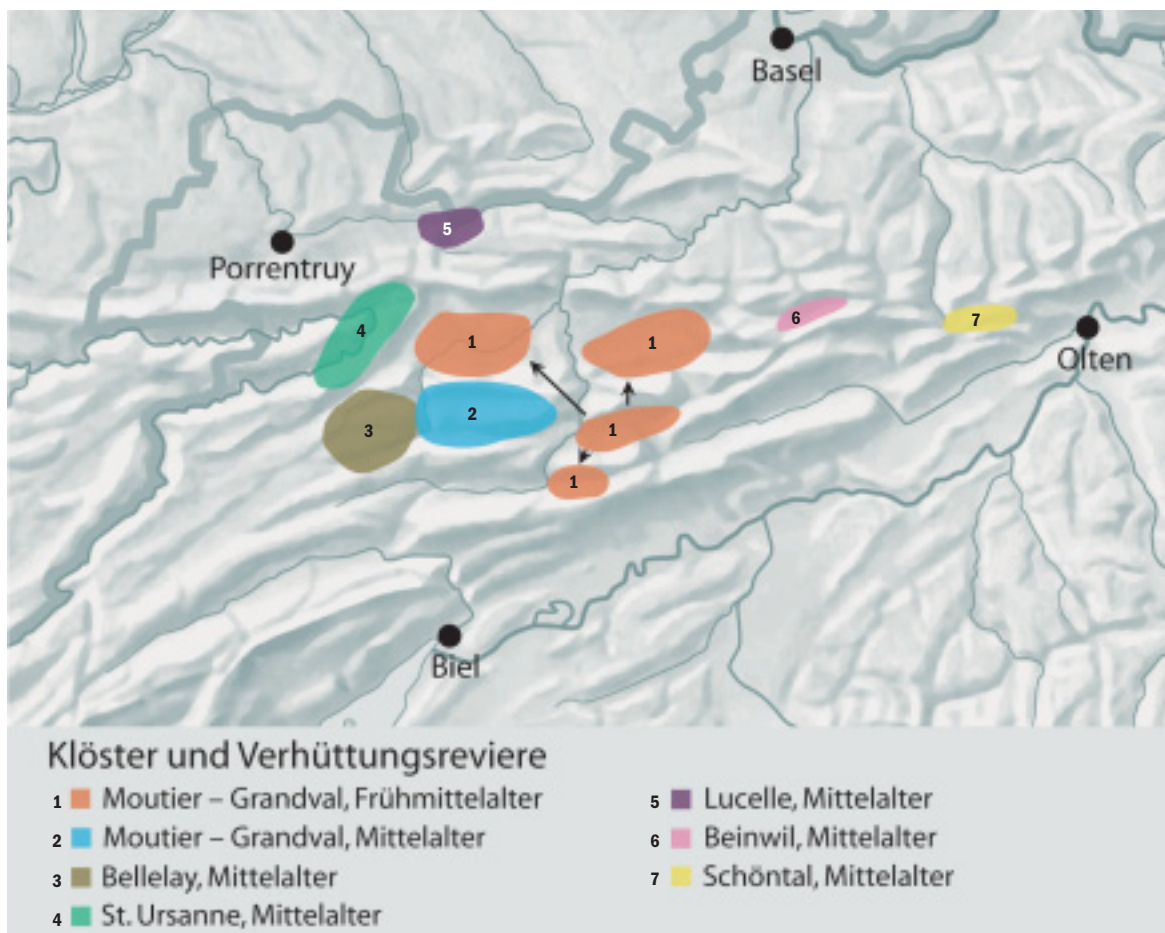 Basel
5
Porrentruy
4
1
1
6
7
Olten
3
2
1
1
Biel
Klöster und Verhüttungsreviere
1 Moutier – Grandval, Frühmittelalter
2 Moutier – Grandval, Mittelalter
3 Bellelay, Mittelalter
4 St. Ursanne, Mittelalter
5 Lucelle, Mittelalter
6 Beinwil, Mittelalter
7 Schöntal, Mittelalter